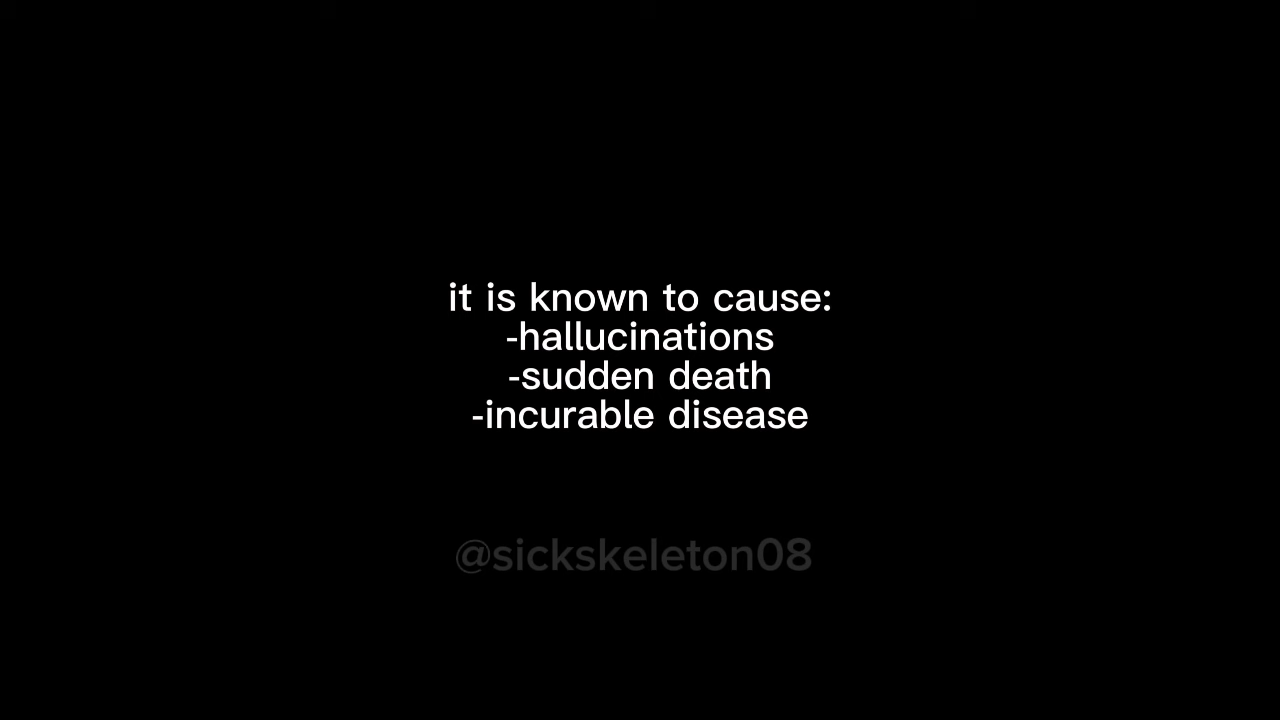 it is known to cause:
-hallucinations
-sudden death
-incurable disease
@sickskeleton08